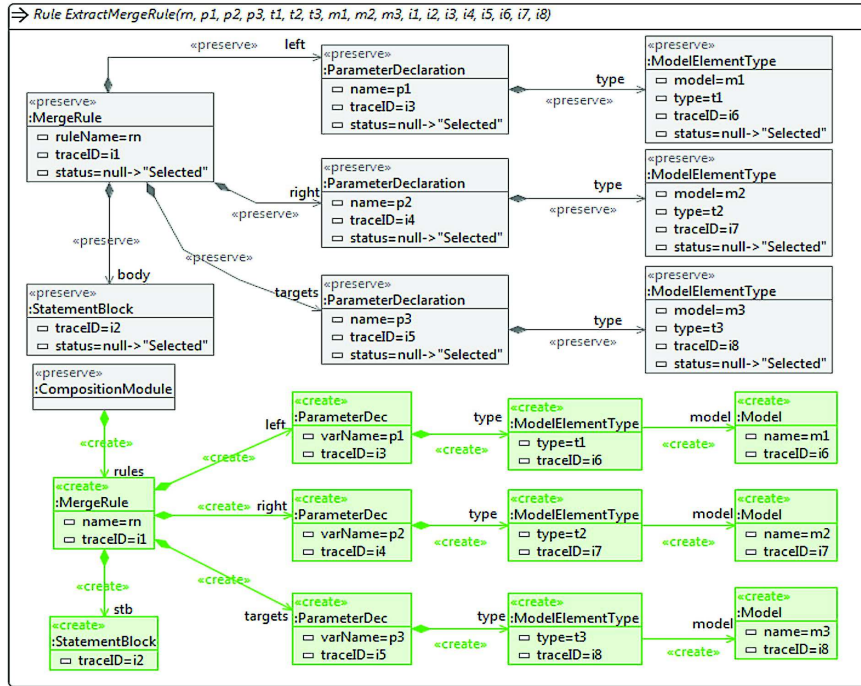 Rule ExtractMergeRule(rn, p1, p2, p3, t1, t2, t3, m1, m2, m3, i1, i2, i3, i4, i5, i6, i7, i8)
«preserve»
left
«preserve»
:ParameterDeclaration
name=p1
traceID=i3
status=null->"Selected"
type
«preserve»
«preserve»
:ModelElementType
model=m1
type=t1
traceID=i6
status=null->"Selected"
«preserve»
:MergeRule
ruleName=rn
traceID=i1
status=null->"Selected"
right
«preserve»
«preserve»
:ParameterDeclaration
name=p2
traceID=i4
status=null->"Selected"
type
«preserve»
«preserve»
:ModelElementType
model=m2
type=t2
traceID=i7
status=null->"Selected"
«preserve»
body
«preserve»
targets
«preserve»
:ParameterDeclaration
name=p3
traceID=i5
status=null->"Selected"
type
«preserve»
«preserve»
:ModelElementType
model=m3
type=t3
traceID=i8
status=null->"Selected"
«preserve»
:StatementBlock
traceID=i2
status=null->"Selected"
«preserve»
:CompositionModule
«create»
rules
«create»
:MergeRule
name=rn
traceID=i1
left
«create»
«create»
:ParameterDec
varName=p1
traceID=i3
type
«create»
«create»
:ModelElementType
type=t1
traceID=i6
model
«create»
«create»
:Model
name=m1
traceID=i6
«create»
right
«create»
:ParameterDec
varName=p2
traceID=i4
type
«create»
«create»
:ModelElementType
type=t2
traceID=i7
model
«create»
«create»
:Model
name=m2
traceID=i7
«create»
targets
«create»
:ParameterDec
varName=p3
traceID=i5
type
«create»
«create»
:ModelElementType
type=t3
traceID=i8
model
«create»
«create»
:Model
name=m3
traceID=i8
«create»
stb
«create»
:StatementBlock
traceID=i2